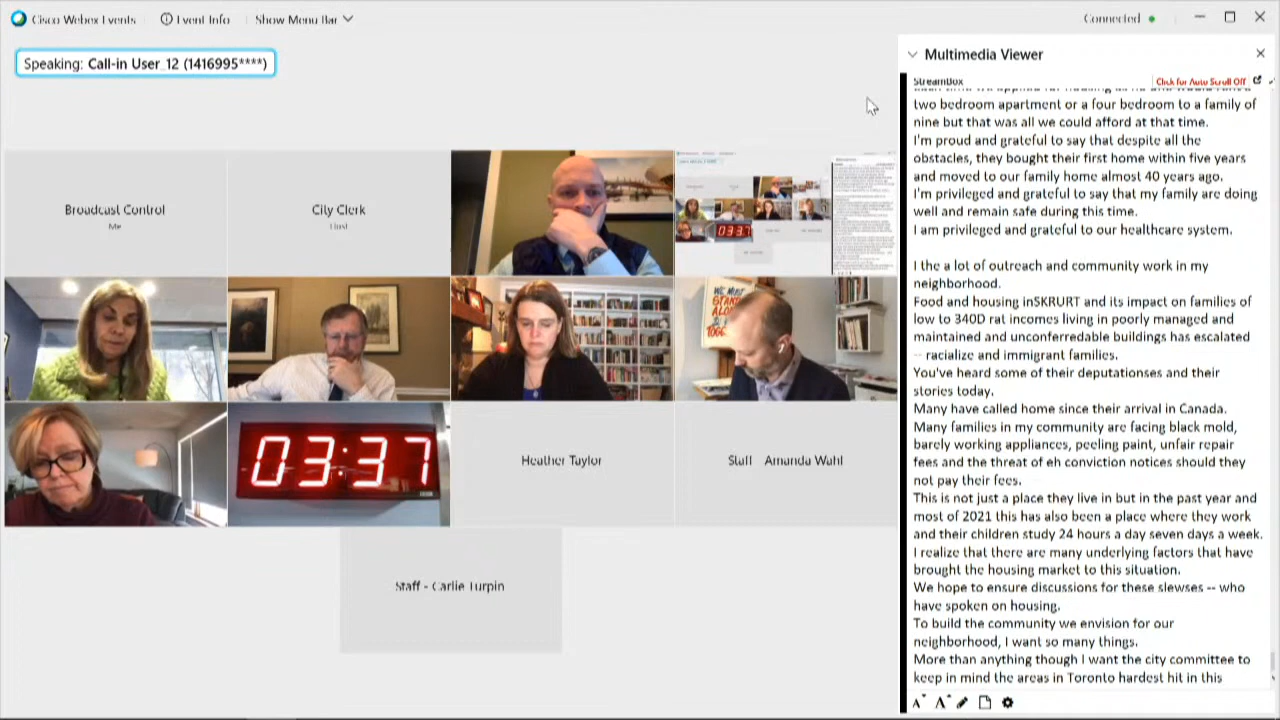 Cisco Webex Events
Event Info
Show Menu Bar
Connected
Speaking: Call-in User_12 (1416995****)
Multimedia Viewer
StreamBox
Click for Auto Scroll Off
two bedroom apartment or a four bedroom to a family of
nine but that was all we could afford at that time.
I'm proud and grateful to say that despite all the
obstacles, they bought their first home within five years
and moved to our family home almost 40 years ago.
I'm privileged and grateful to say that my family are doing
well and remain safe during this time.
I am privileged and grateful to our healthcare system.
I the a lot of outreach and community work in my
neighborhood.
Food and housing inSKRURT and its impact on families of
low to 340D rat incomes living in poorly managed and
maintained and unconferredable buildings has escalated
-- racialize and immigrant families.
You've heard some of their deputationses and their
stories today.
Many have called home since their arrival in Canada.
Many families in my community are facing black mold,
barely working appliances, peeling paint, unfair repair
fees and the threat of eh conviction notices should they
not pay their fees.
This is not just a place they live in but in the past year and
most of 2021 this has also been a place where they work
and their children study 24 hours a day seven days a week.
I realize that there are many underlying factors that have
brought the housing market to this situation.
We hope to ensure discussions for these slewses -- who
have spoken on housing.
To build the community we envision for our
neighborhood, I want so many things.
More than anything though I want the city committee to
keep in mind the areas in Toronto hardest hit in this
Broadcast
Me
City Clerk
Host
03:37
WE MUST
STAND
Heather Taylor
Staff Amanda Wahl
03:37
Staff - Carlie Turpin